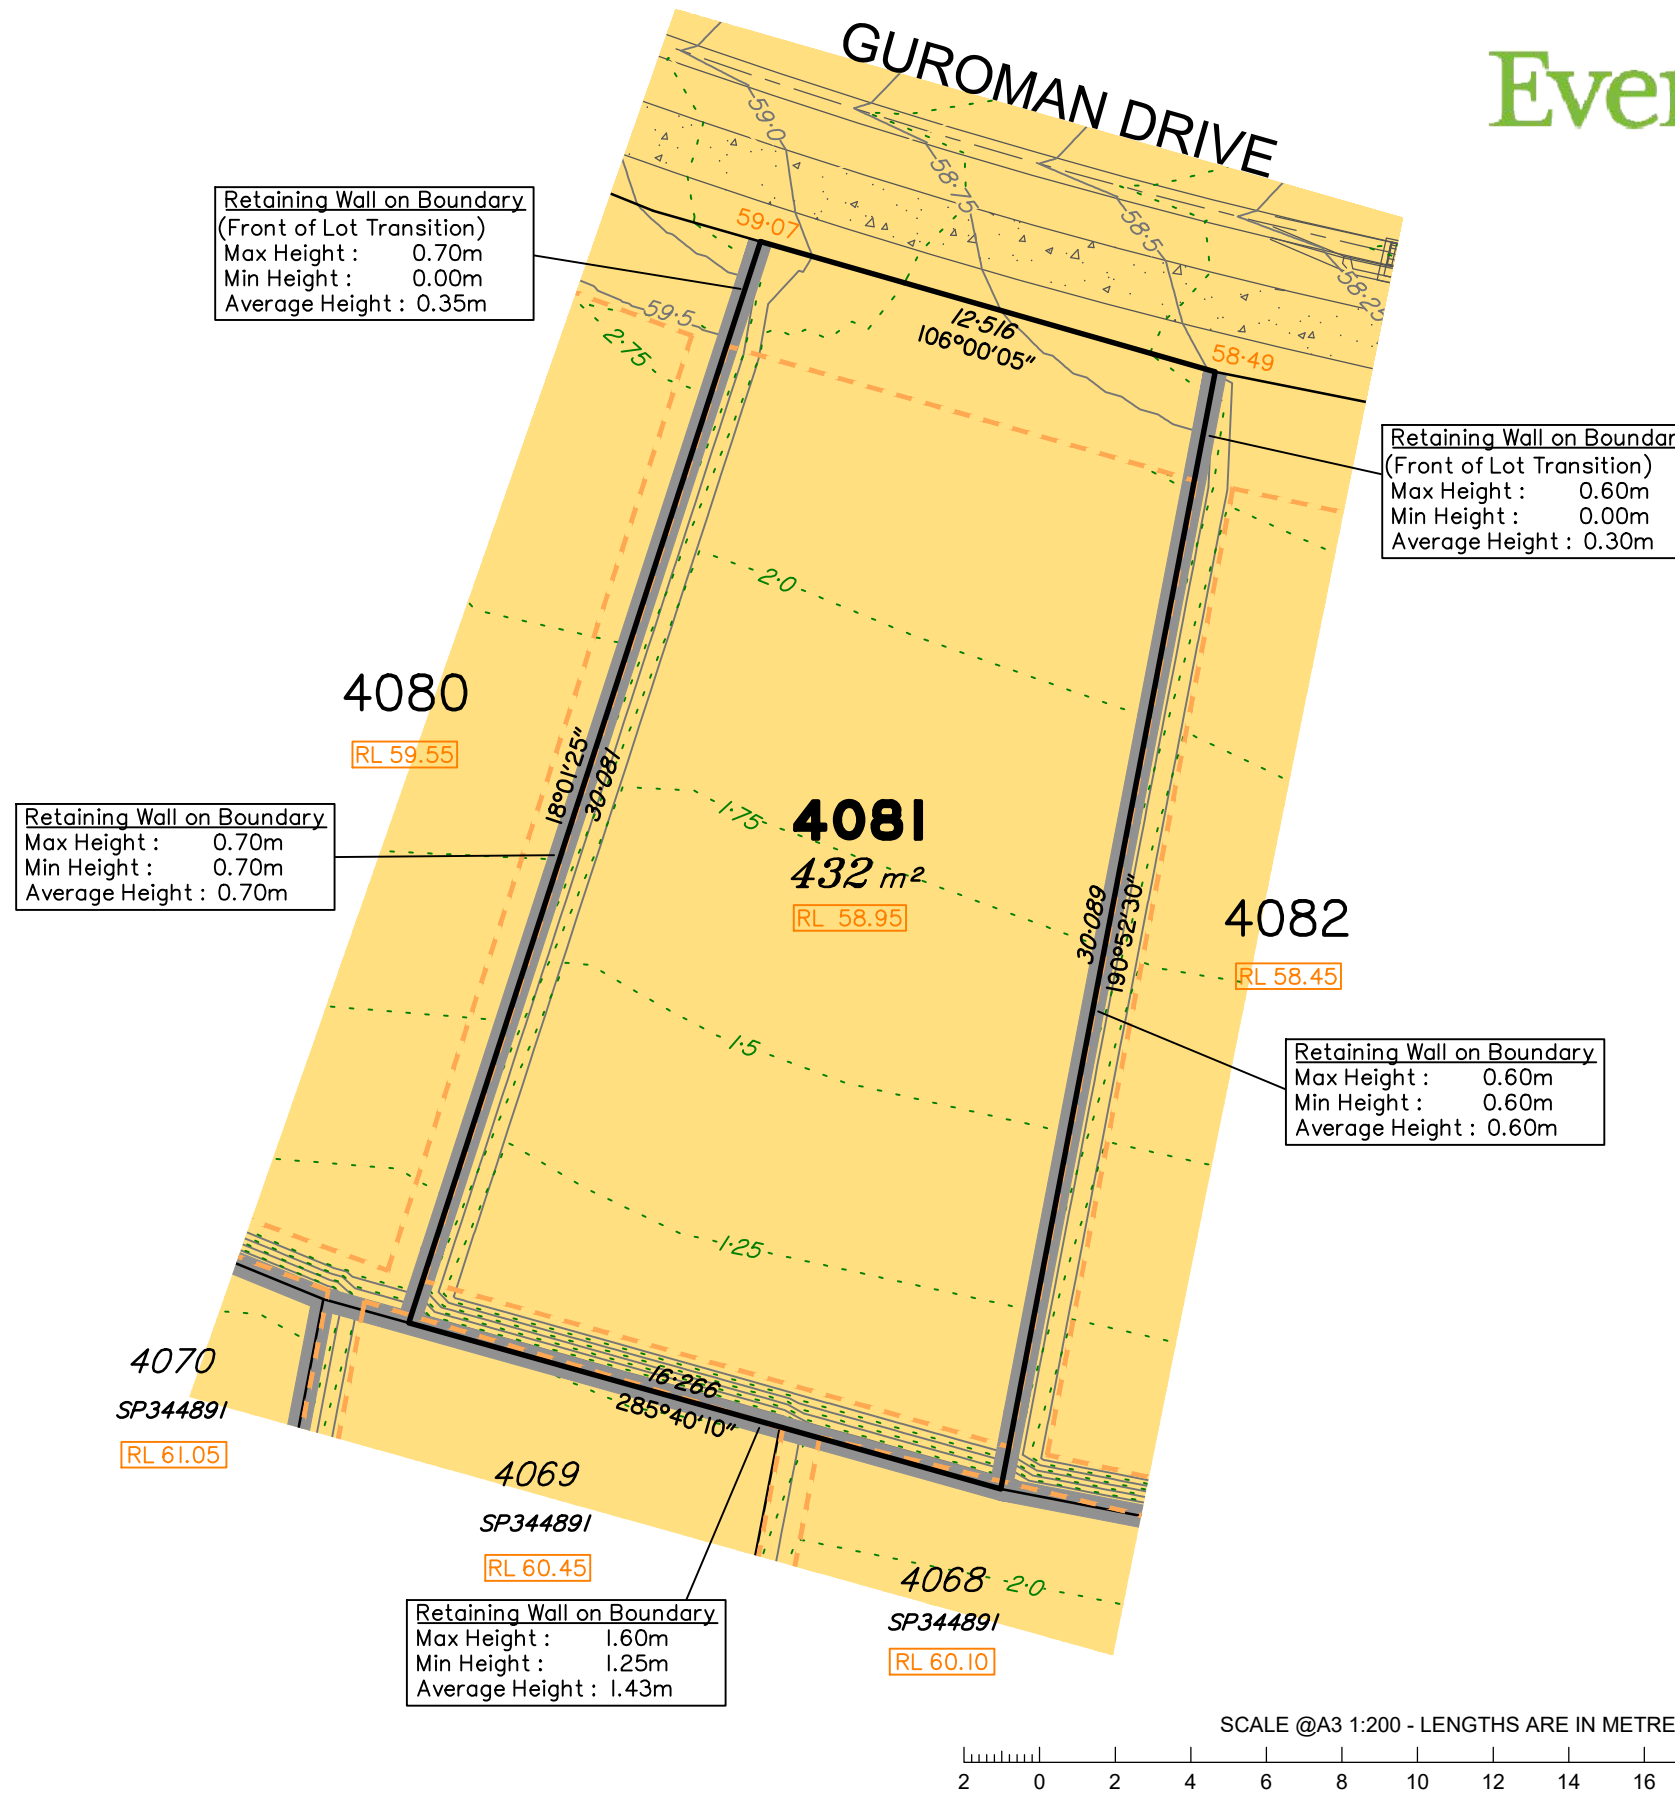 GUROMAN DRIVE
Ever
59·0
58·75
58·5
58·25
59·07
Retaining Wall on Boundary
(Front of Lot Transition)
Max Height : 0.70m
Min Height : 0.00m
Average Height : 0.35m
59·5
2·75
12·516
106°00'05"
58·49
Retaining Wall on Boundar
(Front of Lot Transition)
Max Height : 0.60m
Min Height : 0.00m
Average Height : 0.30m
2·0
4080
RL 59.55
18°01'25"
30·081
Retaining Wall on Boundary
Max Height : 0.70m
Min Height : 0.70m
Average Height : 0.70m
1·75
4081
432 m²
RL 58.95
30·089
190°52'30"
4082
RL 58.45
1·5
Retaining Wall on Boundary
Max Height : 0.60m
Min Height : 0.60m
Average Height : 0.60m
1·25
4070
SP344891
RL 61.05
16·266
285°40'10"
4069
SP344891
RL 60.45
4068
2·0
SP344891
RL 60.10
Retaining Wall on Boundary
Max Height : 1.60m
Min Height : 1.25m
Average Height : 1.43m
SCALE @A3 1:200 - LENGTHS ARE IN METRE
2 0 2 4 6 8 10 12 14 16